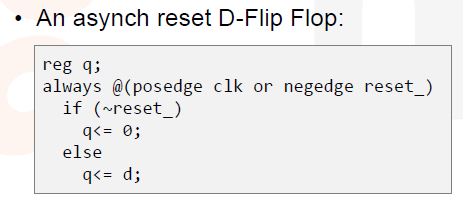 • An asynch reset D-Flip Flop:
reg q;
always @(posedge clk or negedge reset_)
  if (~reset_)
    q<= 0;
  else
    q<= d;